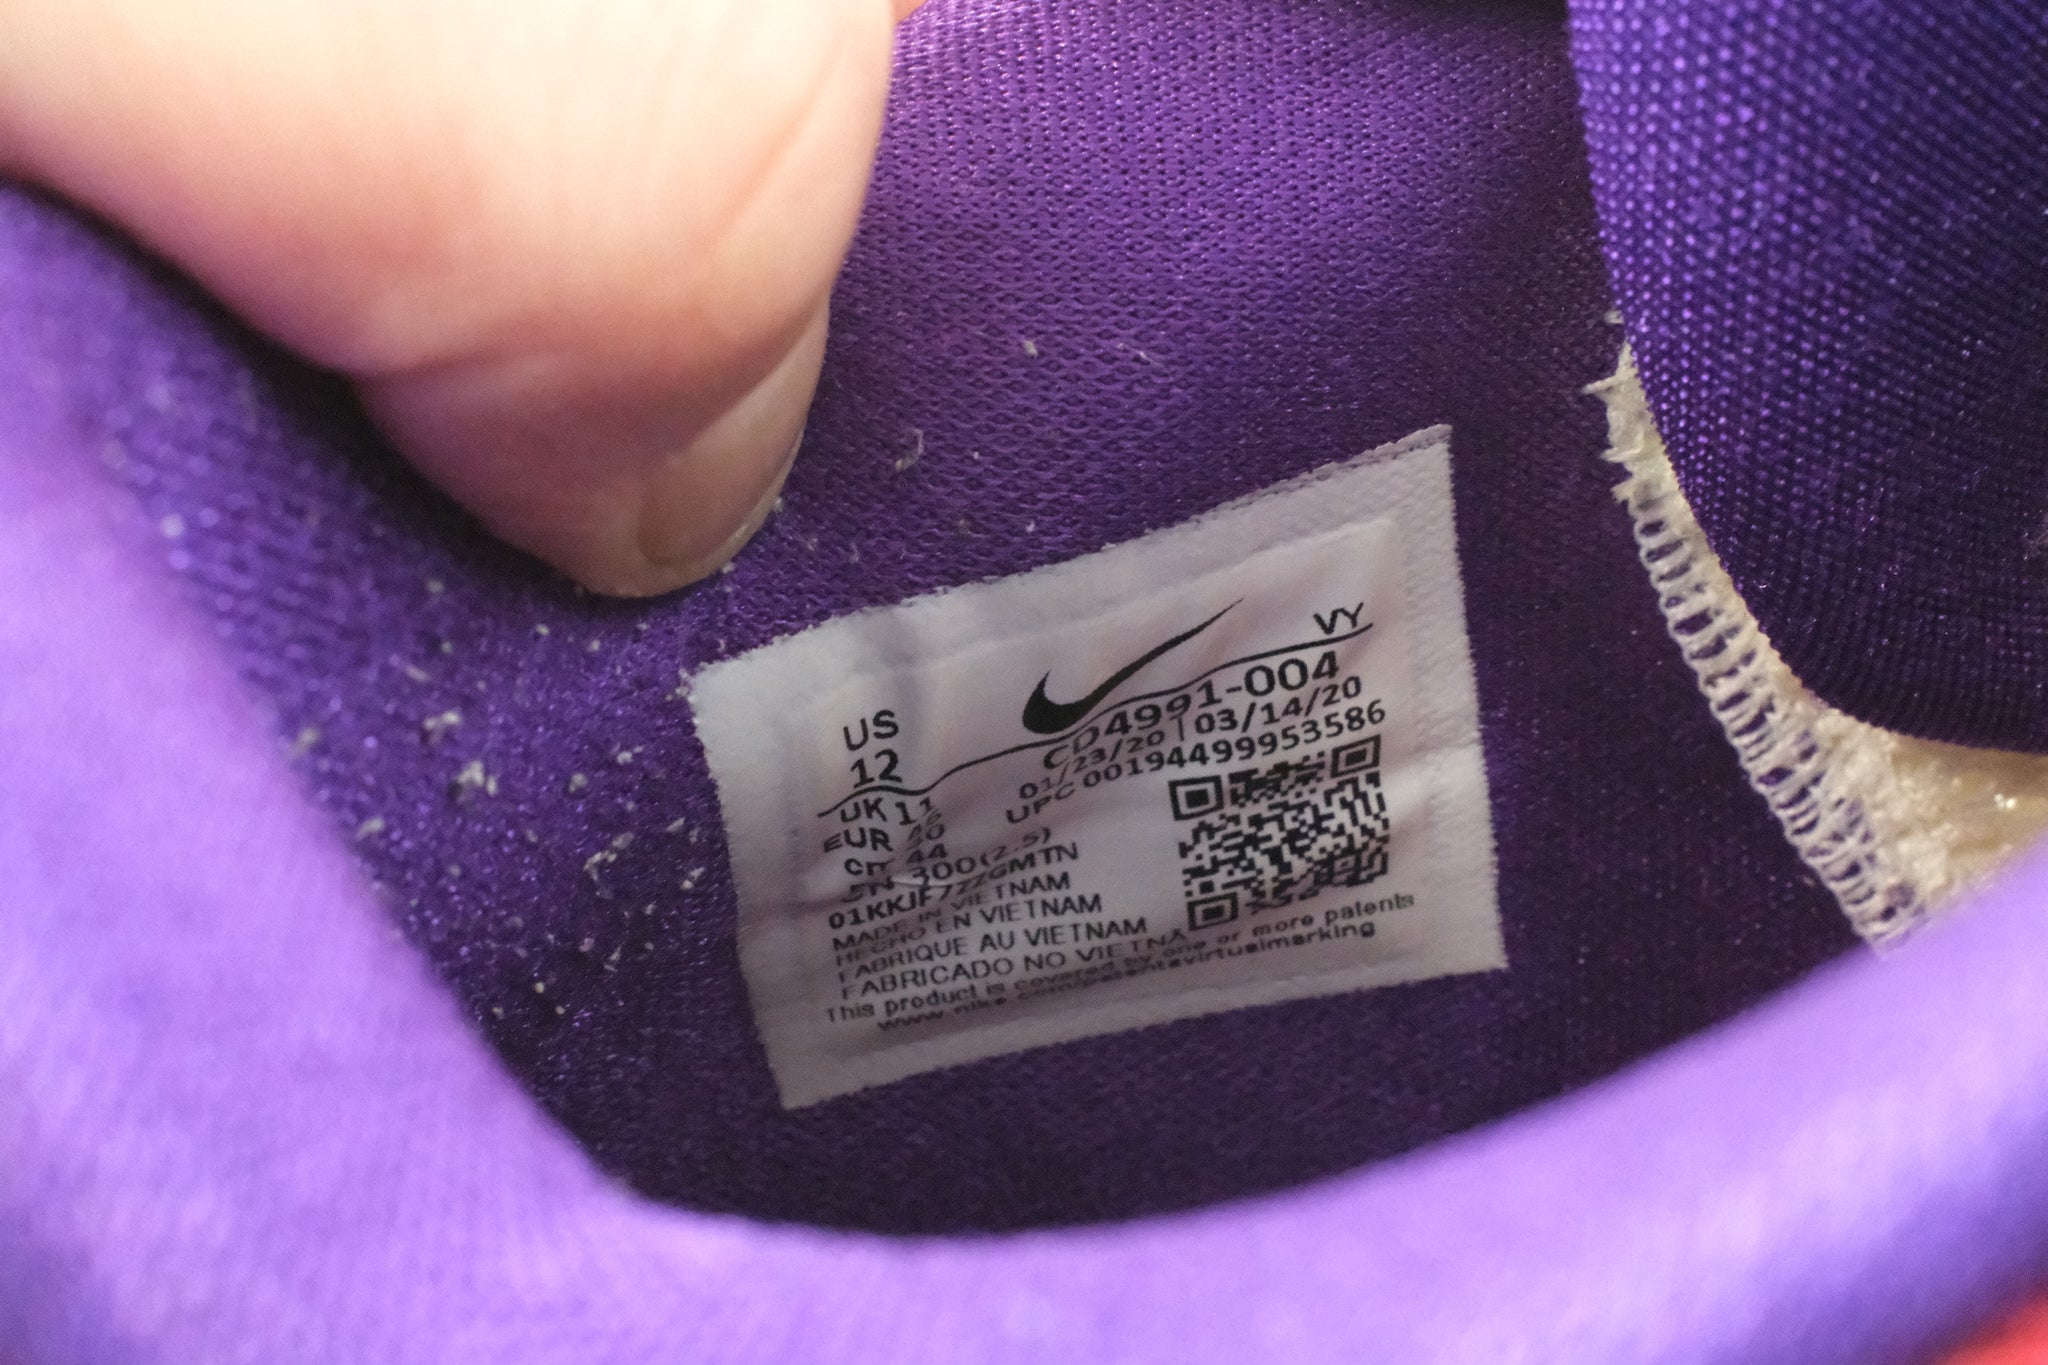 VY
US
12
CD4991-004
01/23/20 | 03/14/20
UPC 00194499953586
UK 11
EUR 46
cm 30
44
300(2.5)
01KKJF7ZZGMTN
MADE IN VIETNAM
HECHO EN VIETNAM
FABRIQUE AU VIETNAM
FABRICADO NO VIETNA
This product is covered by one or more patents
www.nike.com/patentsvirtualmarking